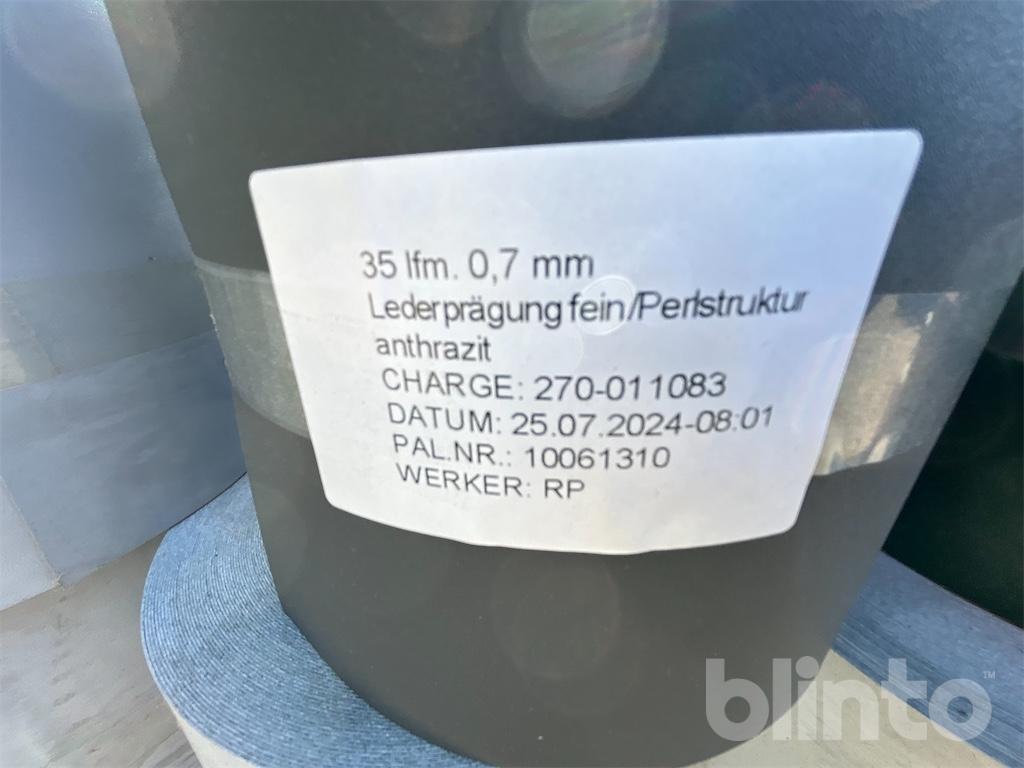 35 lfm. 0,7 mm
Lederprägung fein/Perlstruktur
anthrazit
CHARGE: 270-011083
DATUM: 25.07.2024-08:01
PAL.NR.: 10061310
WERKER: RP
blinto™